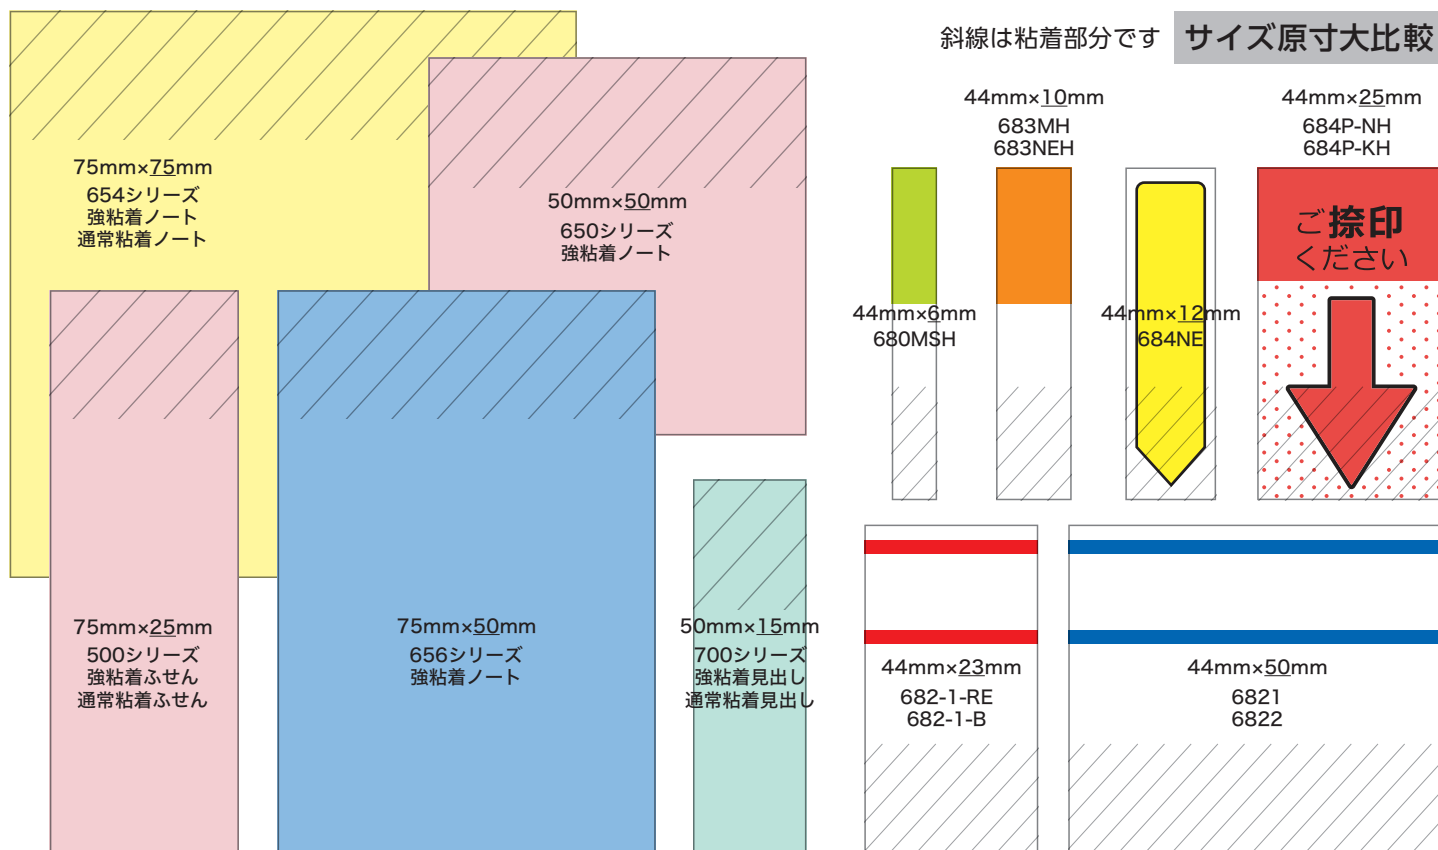 斜線は粘着部分です
サイズ原寸大比較
75mm×75mm
654シリーズ
強粘着ノート
通常粘着ノート
50mm×50mm
650シリーズ
強粘着ノート
44mm×6mm
680MSH
44mm×10mm
683MH
683NEH
44mm×12mm
684NE
44mm×25mm
684P-NH
684P-KH
ご捺印
ください
75mm×25mm
500シリーズ
強粘着ふせん
通常粘着ふせん
75mm×50mm
656シリーズ
強粘着ノート
50mm×15mm
700シリーズ
強粘着見出し
通常粘着見出し
44mm×23mm
682-1-RE
682-1-B
44mm×50mm
6821
6822